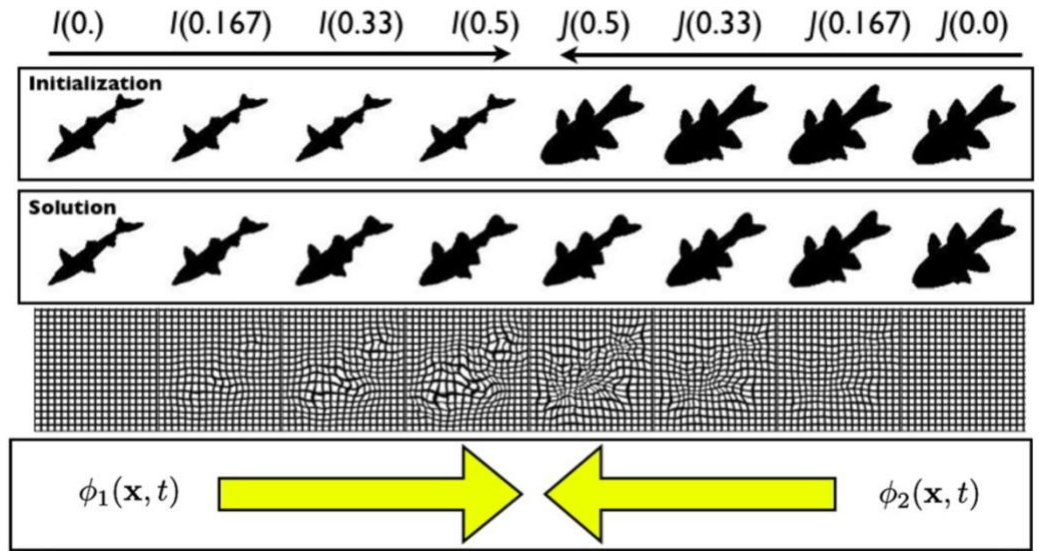 I(0.) I(0.167) I(0.33) I(0.5) J(0.5) J(0.33) J(0.167) J(0.0)
Initialization
Solution
ϕ₁(x, t) ϕ₂(x, t)